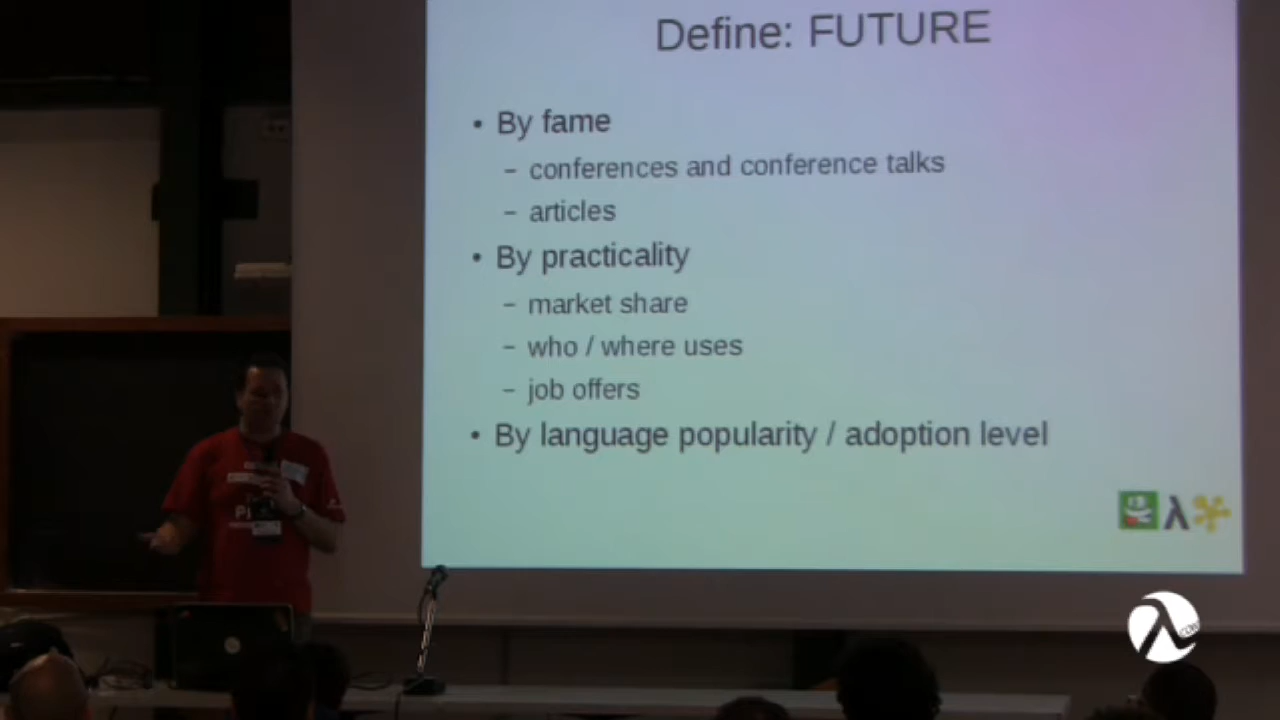 Define: FUTURE
• By fame
– conferences and conference talks
– articles
• By practicality
– market share
– who / where uses
– job offers
• By language popularity / adoption level
λ
λ